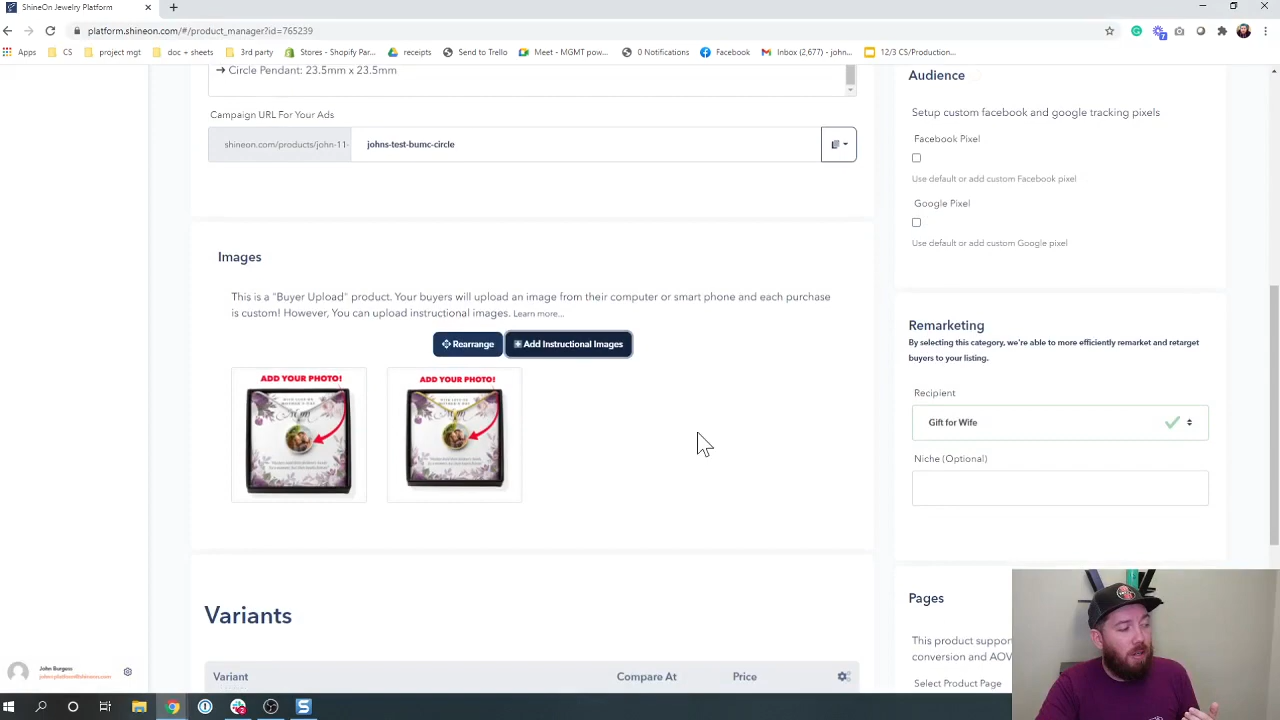 ShineOn Jewelry Platform
platform.shineon.com/#/product_manager?id=765239
Apps
CS
project mgt
doc + sheets
3rd party
Stores - Shopify Par...
receipts
Send to Trello
Meet - MGMT pow...
0 Notifications
Facebook
Inbox (2,677) - john...
12/3 CS/Production...
➔ Circle Pendant: 23.5mm x 23.5mm
Campaign URL For Your Ads
shineon.com/products/john-11-
johns-test-bumc-circle
Images
This is a "Buyer Upload" product. Your buyers will upload an image from their computer or smart phone and each purchase
is custom! However, You can upload instructional images. Learn more...
Rearrange
Add Instructional Images
ADD YOUR PHOTO!
Mom
ADD YOUR PHOTO!
Mom
Variants
Variant
Compare At
Price
Audience
Setup custom facebook and google tracking pixels
Facebook Pixel
Use default or add custom Facebook pixel
Google Pixel
Use default or add custom Google pixel
Remarketing
By selecting this category, we're able to more efficiently remarket and retarget
buyers to your listing.
Recipient
Gift for Wife
Niche (Optional)
Pages
This product suppor
conversion and AOV
Select Product Page
John Burgess